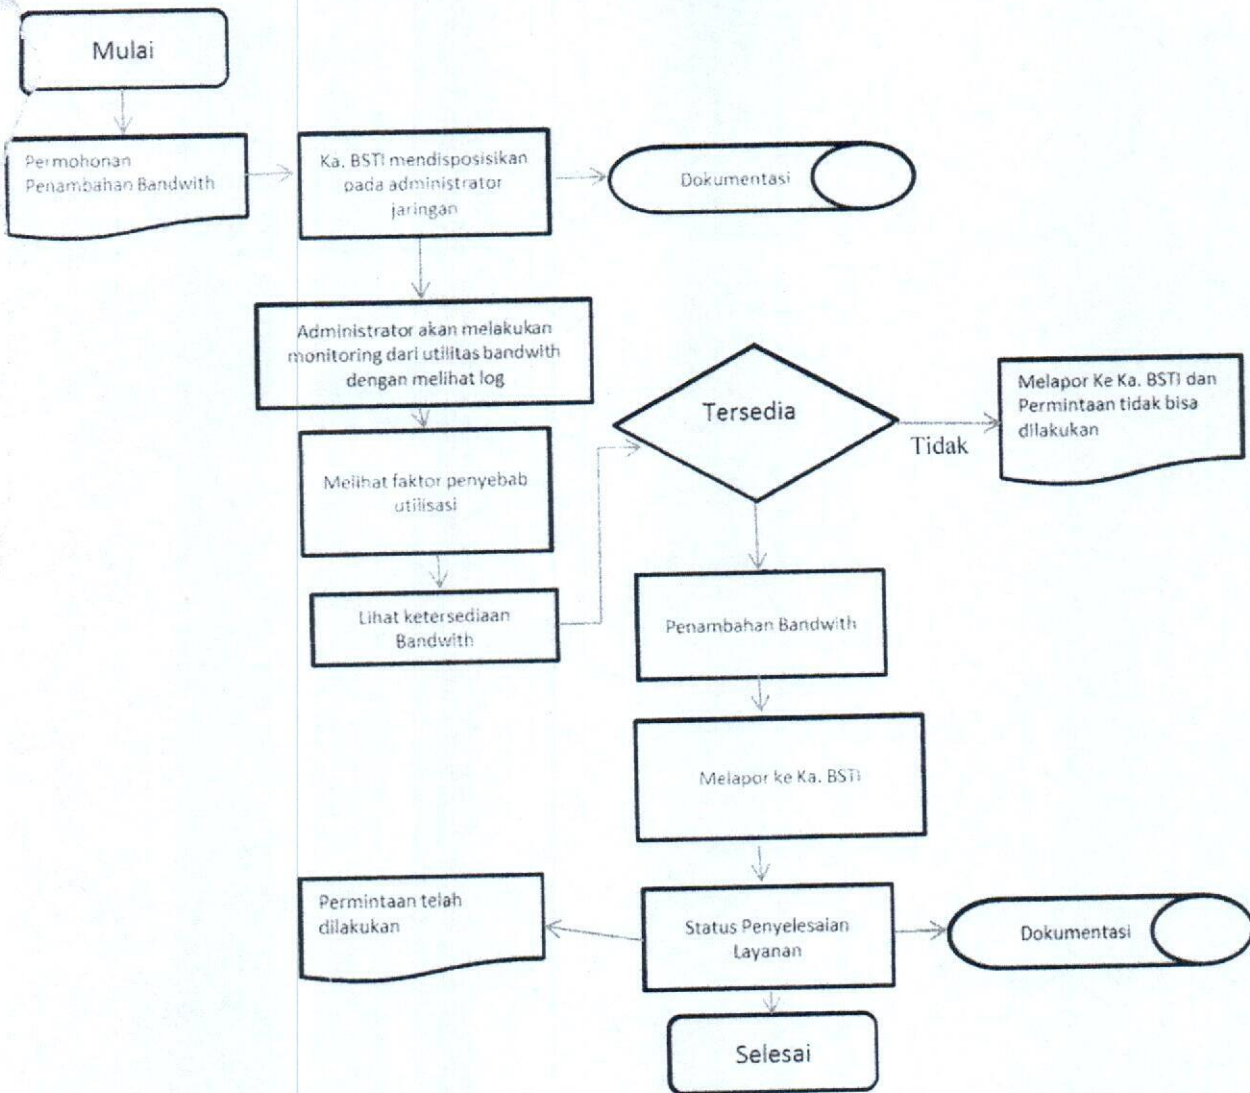 Mulai
Permohonan
Penambahan Bandwith
Ka. BSTI mendisposisikan
pada administrator
jaringan
Dokumentasi
Administrator akan melakukan
monitoring dari utilitas bandwith
dengan melihat log
Melihat faktor penyebab
utilisasi
Lihat ketersediaan
Bandwith
Tersedia
Tidak
Melapor Ke Ka. BSTI dan
Permintaan tidak bisa
dilakukan
Penambahan Bandwith
Melapor ke Ka. BSTI
Status Penyelesaian
Layanan
Permintaan telah
dilakukan
Dokumentasi
Selesai